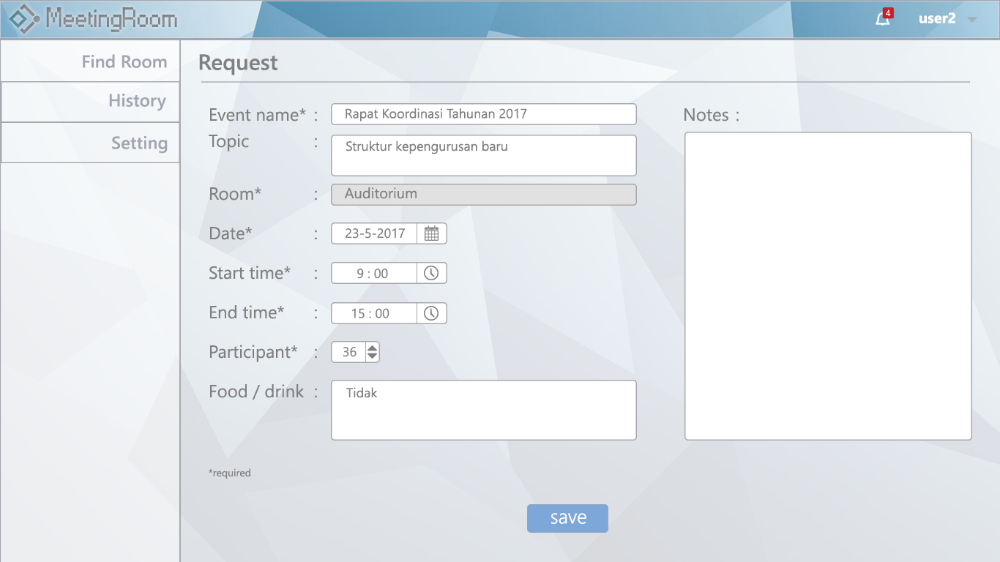 MeetingRoom
4
user2
Find Room
History
Setting
Request
Event name* : Rapat Koordinasi Tahunan 2017
Topic : Struktur kepengurusan baru
Room* : Auditorium
Date* : 23-5-2017
Start time* : 9 : 00
End time* : 15 : 00
Participant* : 36
Food / drink : Tidak
*required
Notes :
save